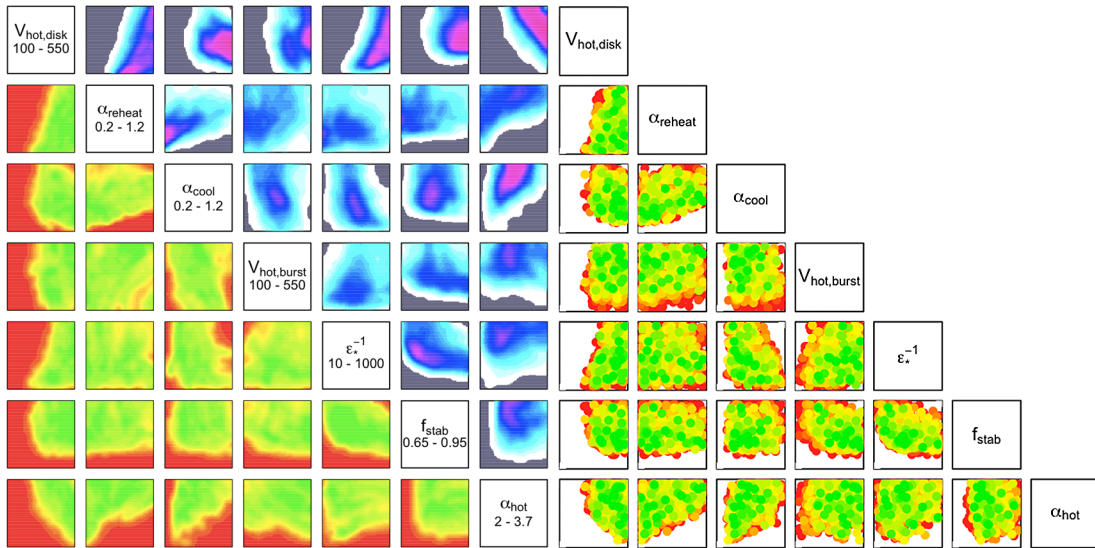 V_hot,disk
100 - 550
V_hot,disk
α_reheat
0.2 - 1.2
α_reheat
α_cool
0.2 - 1.2
α_cool
V_hot,burst
100 - 550
V_hot,burst
ε_*^-1
10 - 1000
ε_*^-1
f_stab
0.65 - 0.95
f_stab
α_hot
2 - 3.7
α_hot